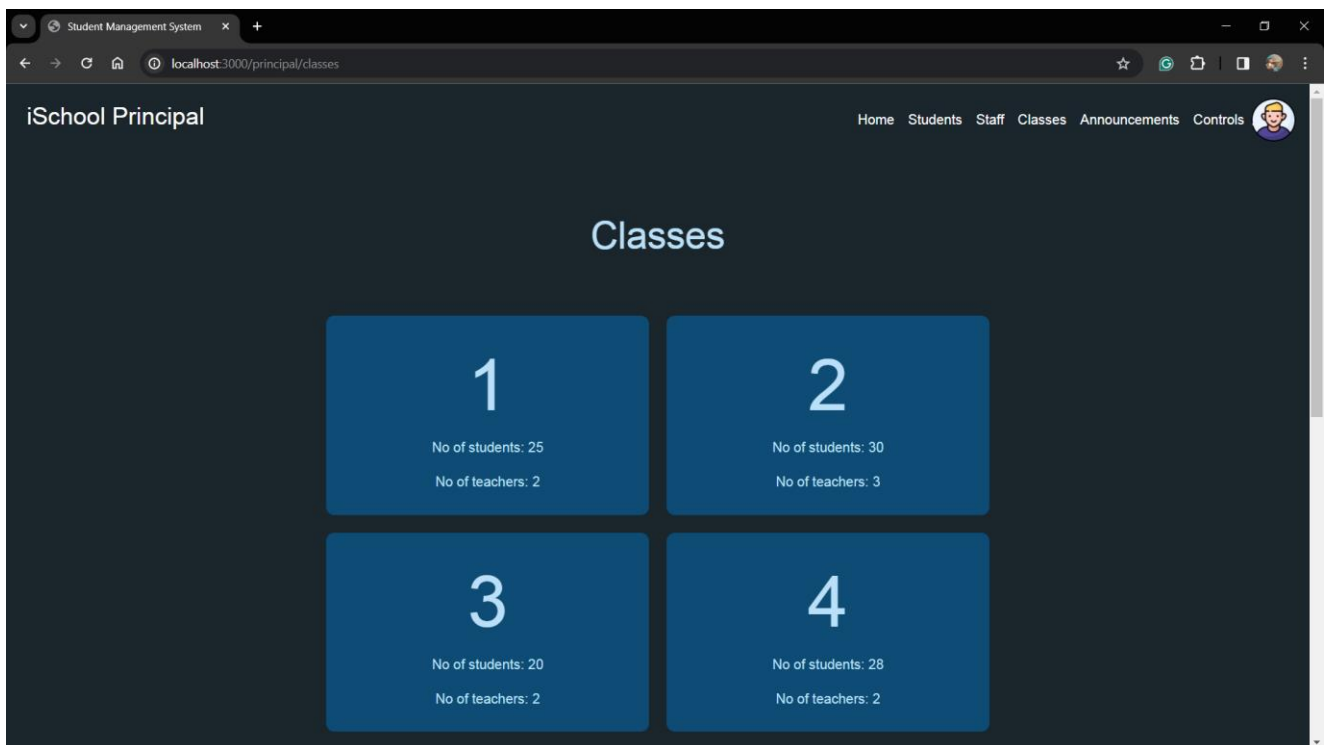 Student Management System
localhost:3000/principal/classes
iSchool Principal
Home Students Staff Classes Announcements Controls
Classes
1
No of students: 25
No of teachers: 2
2
No of students: 30
No of teachers: 3
3
No of students: 20
No of teachers: 2
4
No of students: 28
No of teachers: 2